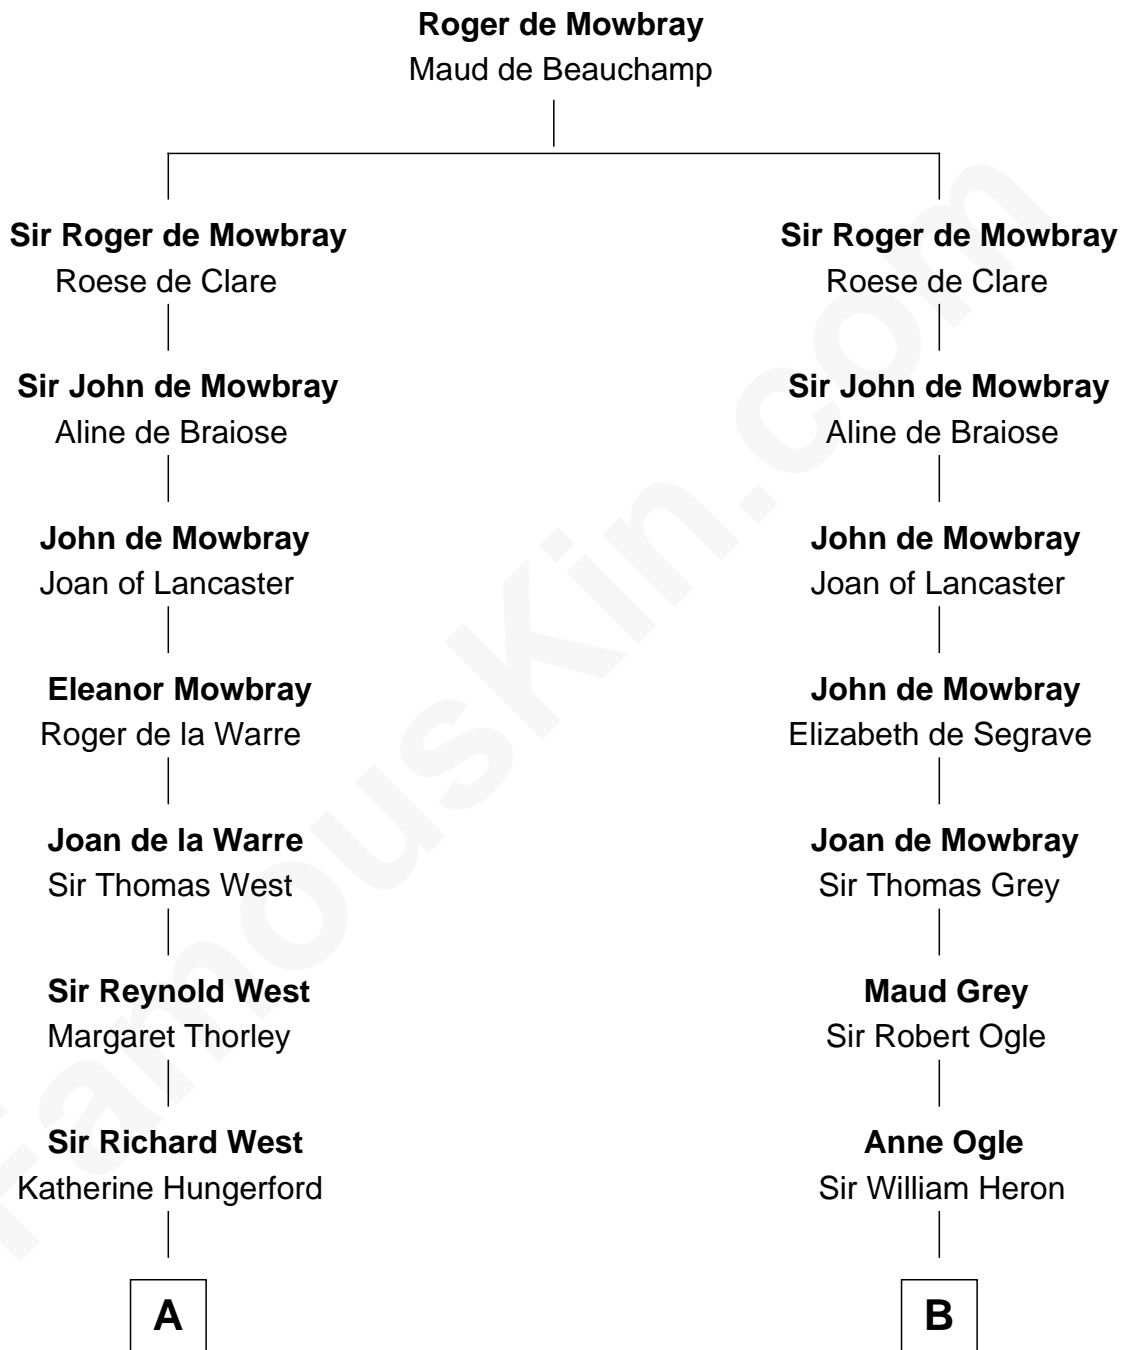 Roger de Mowbray
Maud de Beauchamp
Sir Roger de Mowbray
Roese de Clare
Sir John de Mowbray
Aline de Braiose
John de Mowbray
Joan of Lancaster
Eleanor Mowbray
Roger de la Warre
Joan de la Warre
Sir Thomas West
Sir Reynold West
Margaret Thorley
Sir Richard West
Katherine Hungerford
A
Sir Roger de Mowbray
Roese de Clare
Sir John de Mowbray
Aline de Braiose
John de Mowbray
Joan of Lancaster
John de Mowbray
Elizabeth de Segrave
Joan de Mowbray
Sir Thomas Grey
Maud Grey
Sir Robert Ogle
Anne Ogle
Sir William Heron
B
FamousKin.com